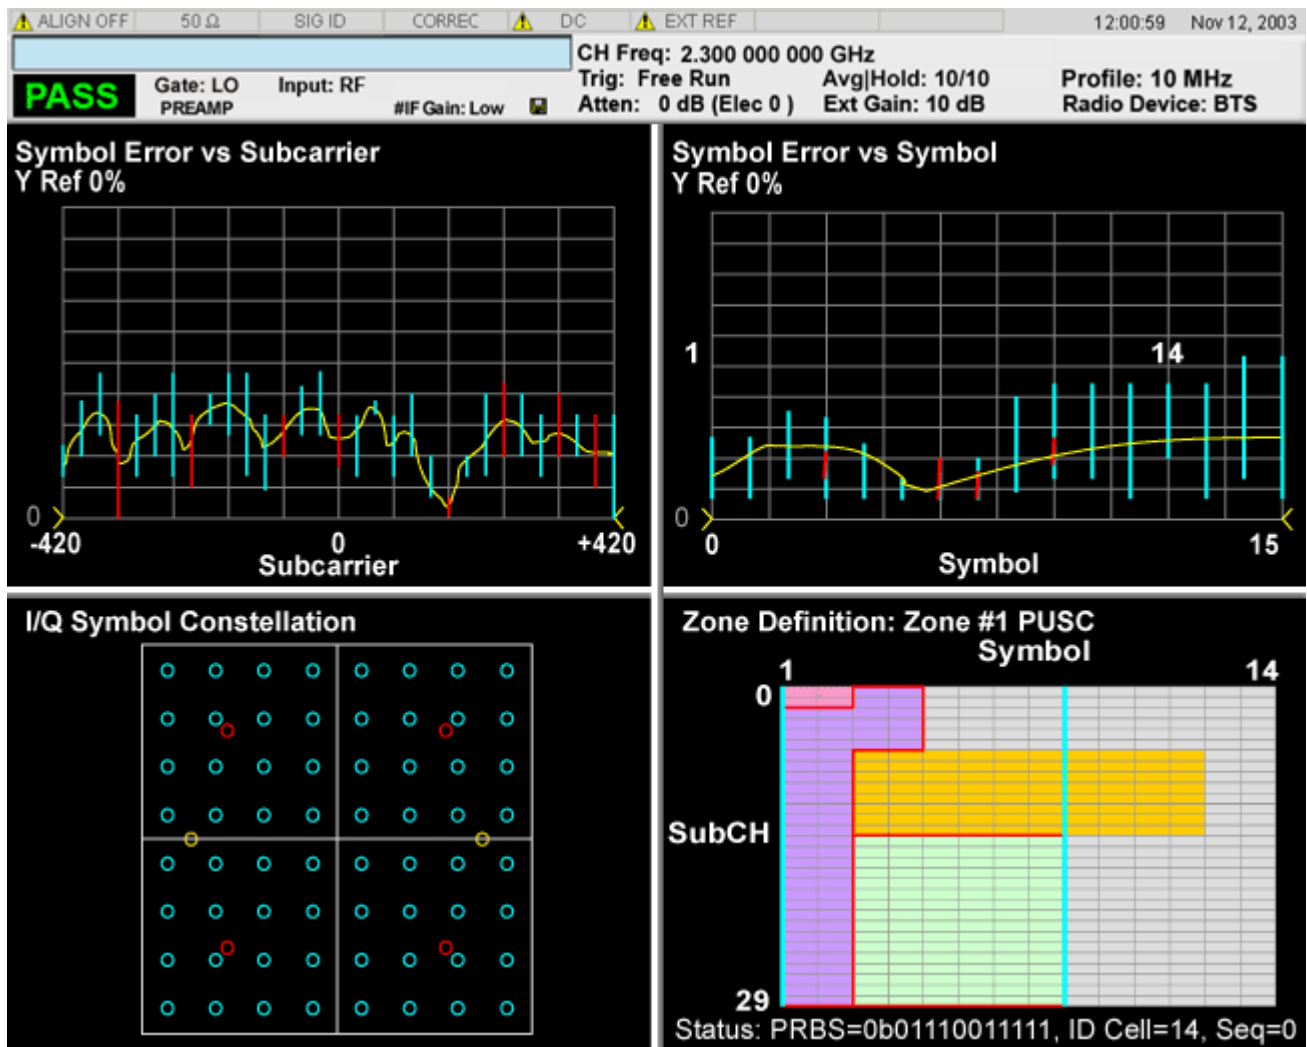 ALIGN OFF 50 Ω SIG ID CORREC DC EXT REF 12:00:59 Nov 12, 2003
CH Freq: 2.300 000 000 GHz
PASS Gate: LO Input: RF Trig: Free Run Avg|Hold: 10/10 Profile: 10 MHz
PREAMP #IF Gain: Low Atten: 0 dB (Elec 0 ) Ext Gain: 10 dB Radio Device: BTS
Symbol Error vs Subcarrier
Y Ref 0%
0
-420 0 +420
Subcarrier
Symbol Error vs Symbol
Y Ref 0%
1 14
0
0 15
Symbol
I/Q Symbol Constellation
Zone Definition: Zone #1 PUSC
Symbol
1 14
0
SubCH
29
Status: PRBS=0b01110011111, ID Cell=14, Seq=0